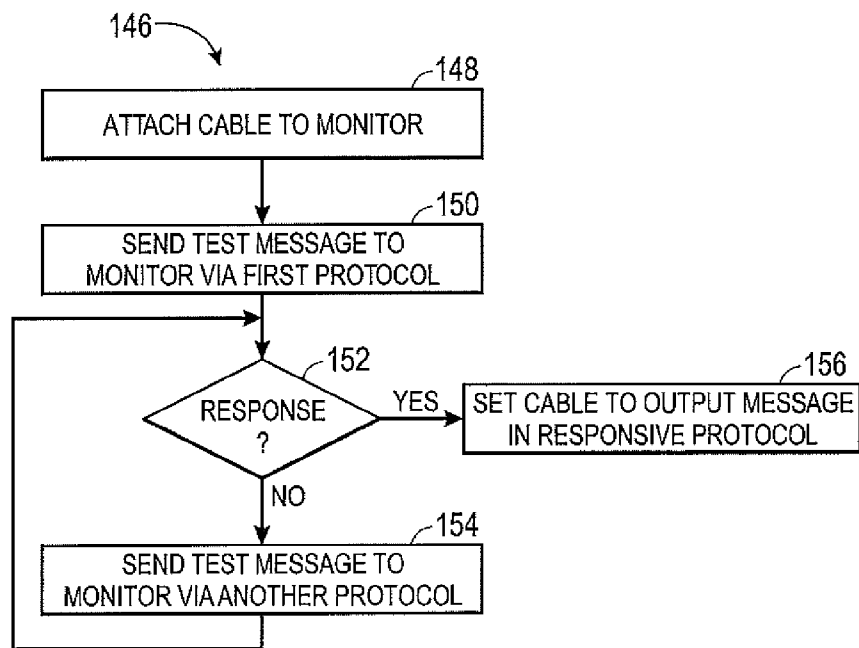 146
148
ATTACH CABLE TO MONITOR
150
SEND TEST MESSAGE TO
MONITOR VIA FIRST PROTOCOL
152
RESPONSE
?
YES
156
SET CABLE TO OUTPUT MESSAGE
IN RESPONSIVE PROTOCOL
NO
154
SEND TEST MESSAGE TO
MONITOR VIA ANOTHER PROTOCOL